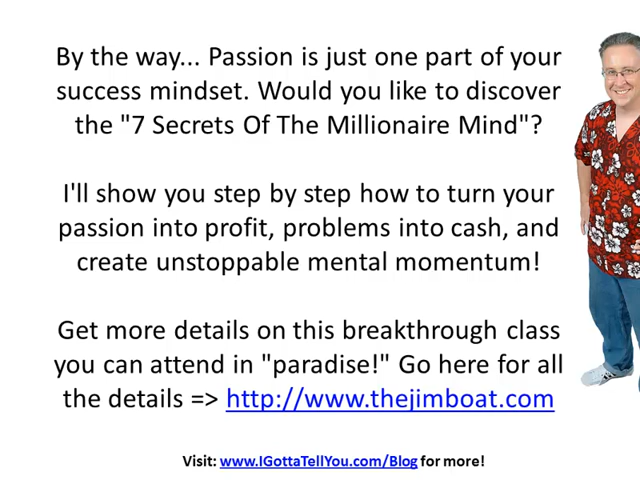 By the way... Passion is just one part of your
success mindset. Would you like to discover
the "7 Secrets Of The Millionaire Mind"?
I'll show you step by step how to turn your
passion into profit, problems into cash, and
create unstoppable mental momentum!
Get more details on this breakthrough class
you can attend in "paradise!" Go here for all
the details => http://www.thejimboat.com
Visit: www.IGottaTellYou.com/Blog for more!